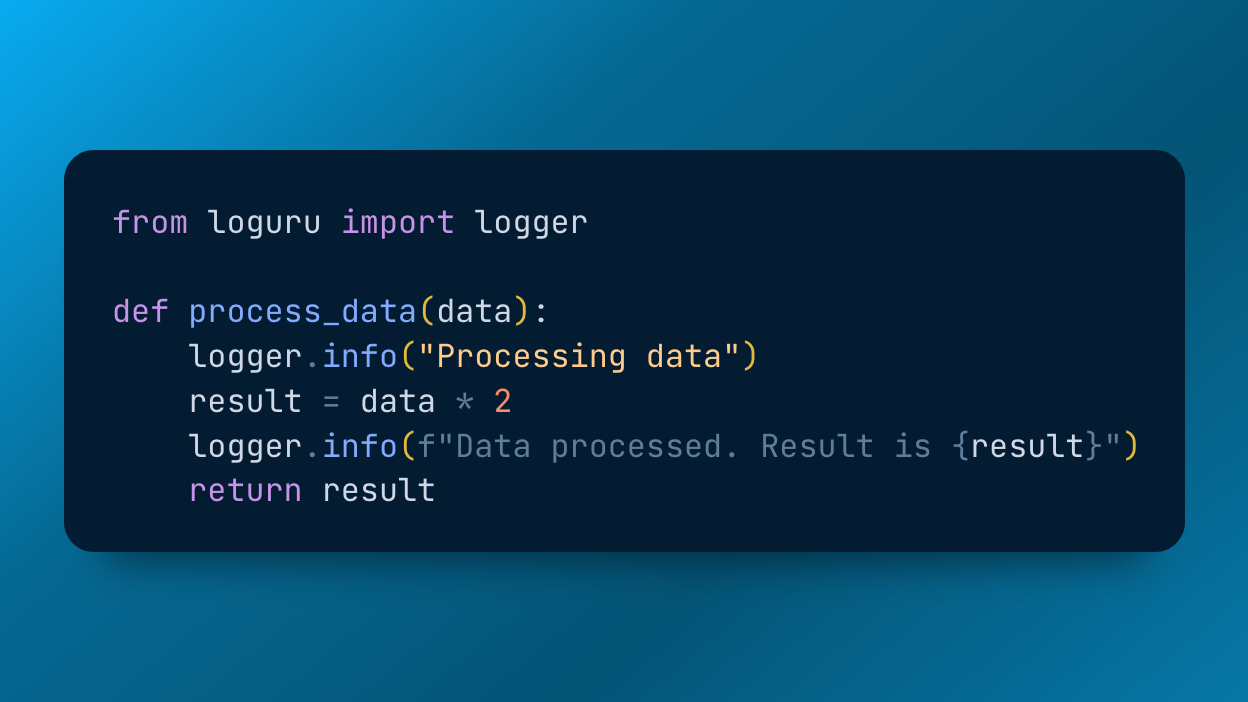 from loguru import logger

def process_data(data):
    logger.info("Processing data")
    result = data * 2
    logger.info(f"Data processed. Result is {result}")
    return result